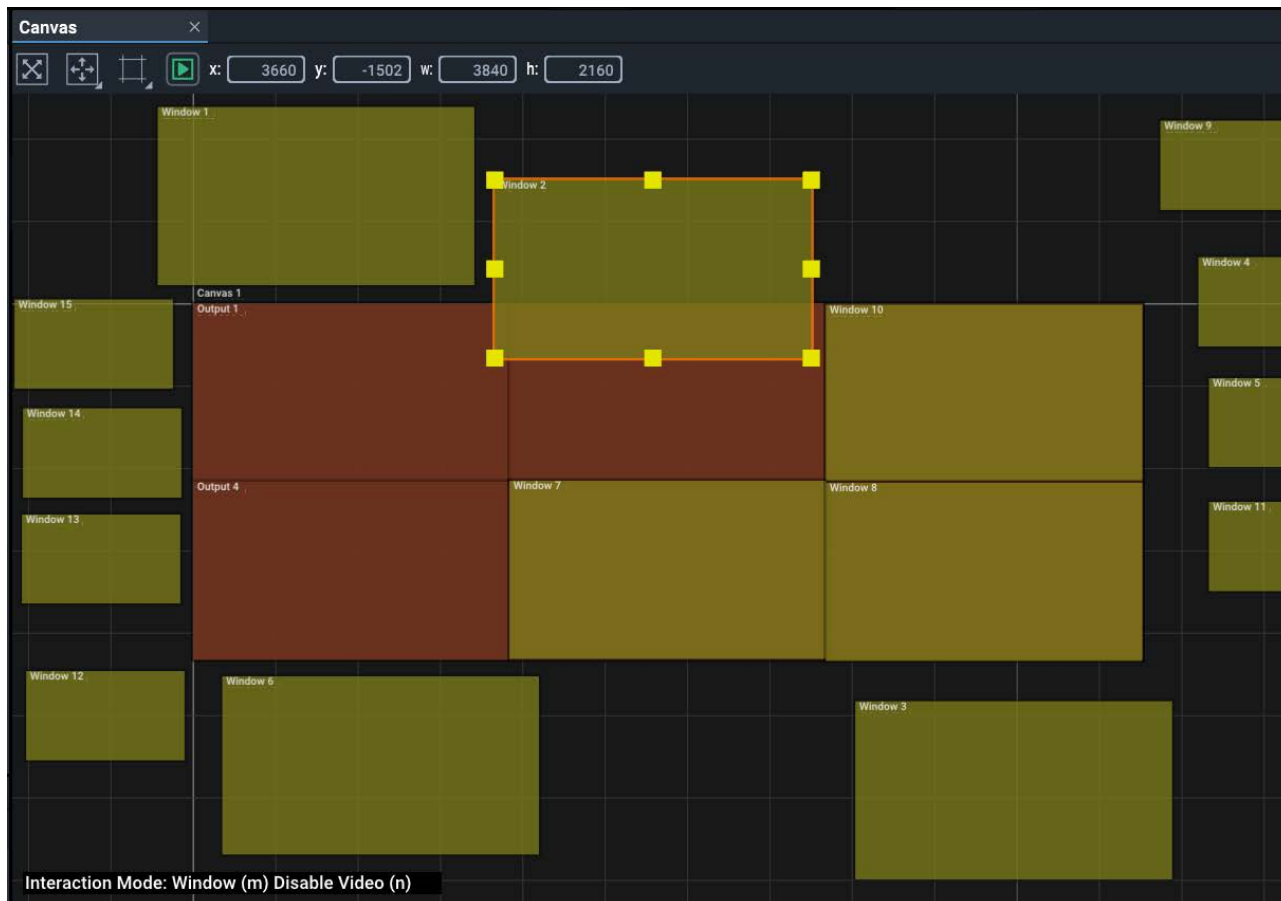 Canvas ×
x: 3660 y: -1502 w: 3840 h: 2160
Window 1
Window 9
Window 2
Window 4
Canvas 1
Window 15
Output 1
Window 10
Window 5
Window 14
Output 4
Window 7
Window 8
Window 11
Window 13
Window 12
Window 6
Window 3
Interaction Mode: Window (m) Disable Video (n)